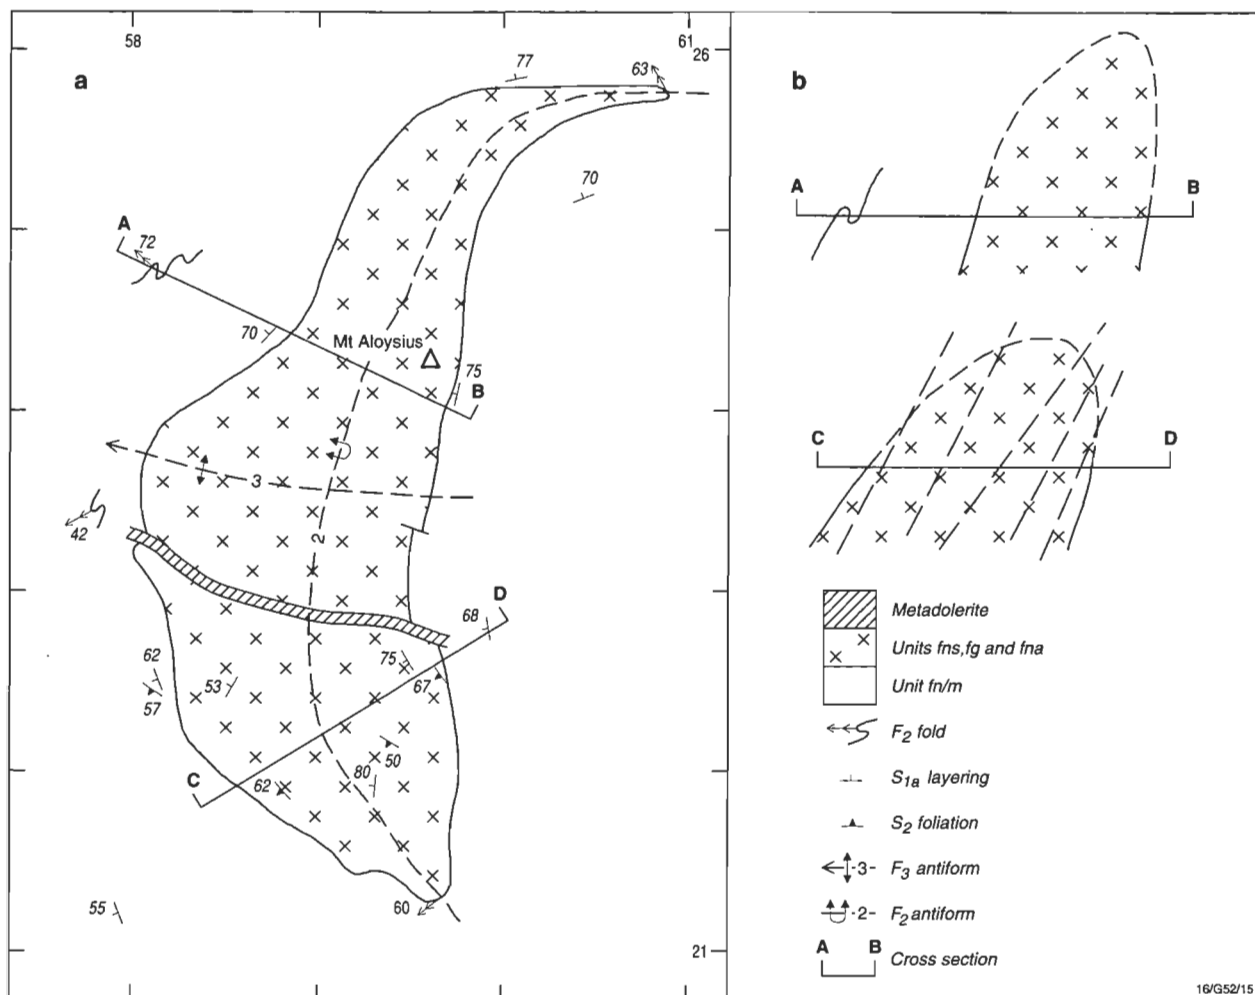 58
61
26
a
77
63
70
A
72
70
Mt Aloysius
75
B
3
2
42
D
68
62
75
53
67
57
50
C
62
80
55
60
21
b
A
B
C
D
Metadolerite
Units fns,fg and fna
Unit fn/m
F2 fold
S1a layering
S2 foliation
-3- F3 antiform
-2- F2 antiform
A B
Cross section
16/G52/15